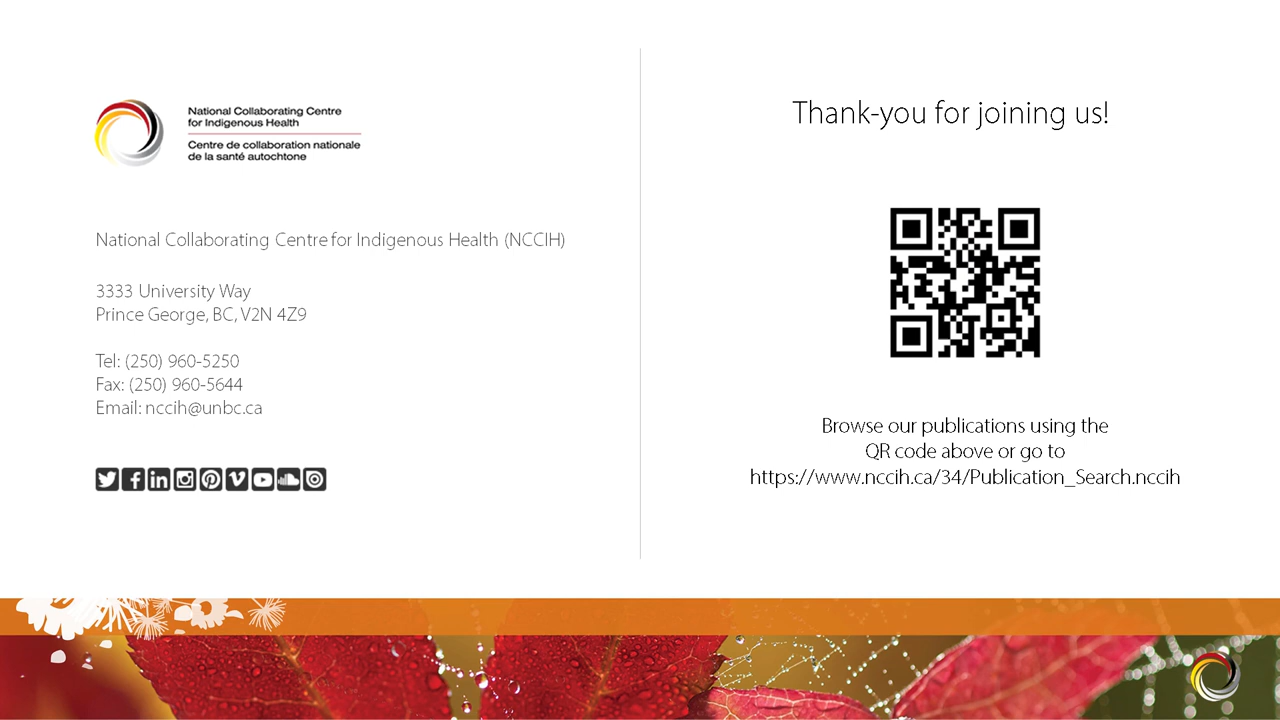 National Collaborating Centre
for Indigenous Health
Centre de collaboration nationale
de la santé autochtone
National Collaborating Centre for Indigenous Health (NCCIH)
3333 University Way
Prince George, BC, V2N 4Z9
Tel: (250) 960-5250
Fax: (250) 960-5644
Email: nccih@unbc.ca
Thank-you for joining us!
Browse our publications using the
QR code above or go to
https://www.nccih.ca/34/Publication_Search.nccih